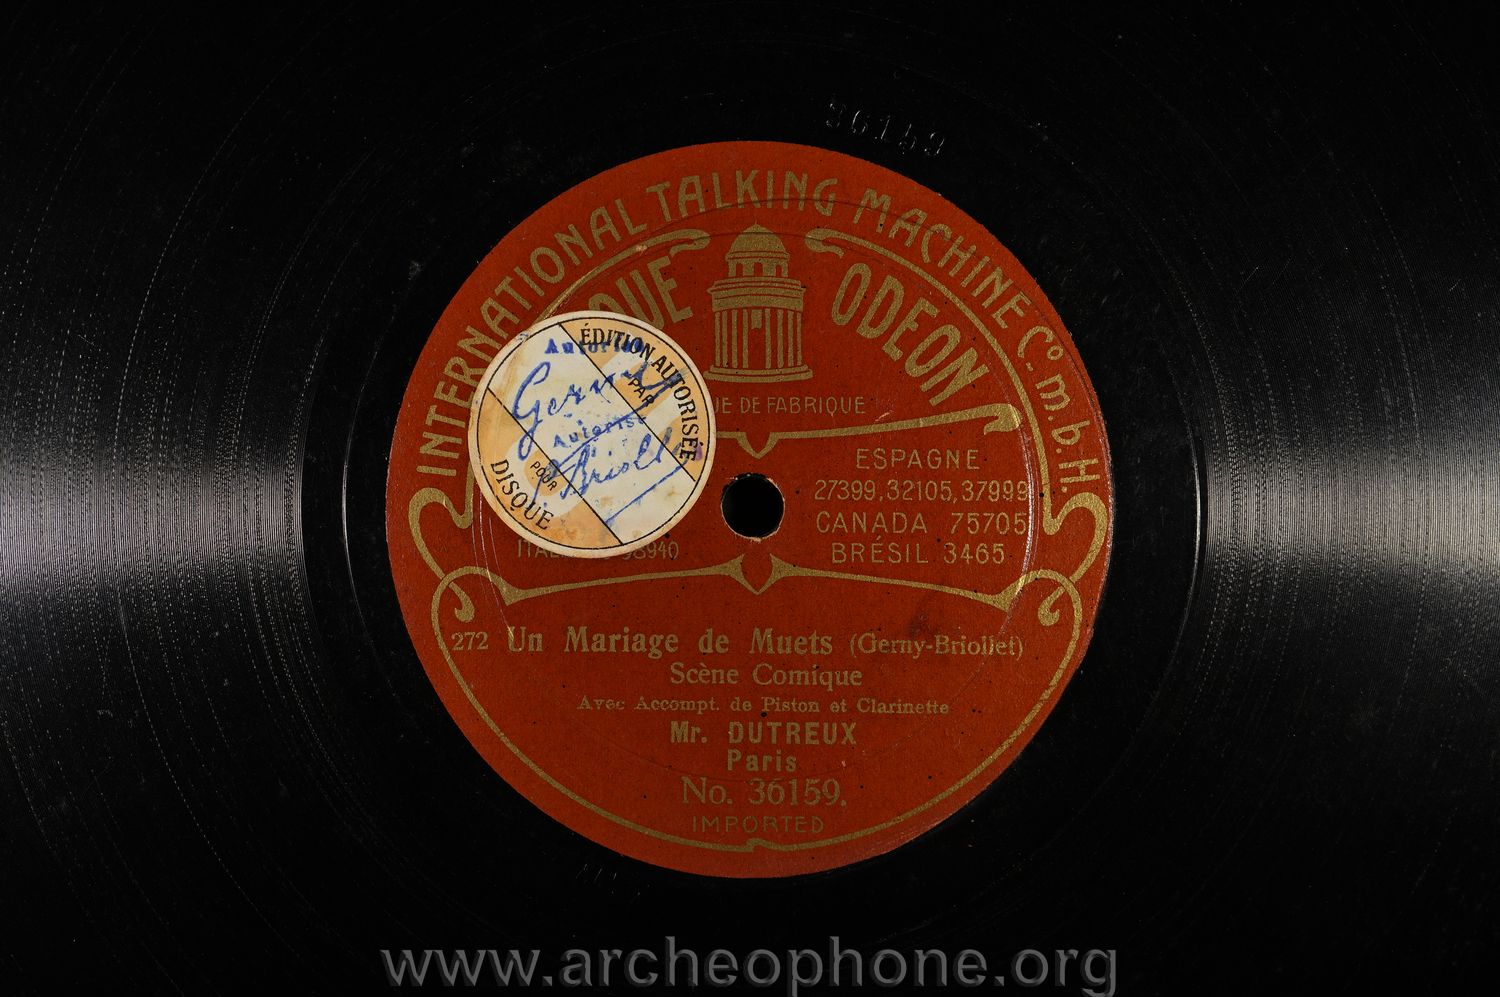 36159
INTERNATIONAL TALKING MACHINE Co. m. b. H.
ODEON
DE FABRIQUE
ÉDITION AUTORISÉE
PAR
Autorisé
POUR
DISQUE
ESPAGNE
27399, 32105, 37999
CANADA 75705
BRÉSIL 3465
272 Un Mariage de Muets (Gerny-Briollet)
Scène Comique
Avec Accompt. de Piston et Clarinette
Mr. DUTREUX
Paris
No. 36159.
IMPORTED
www.archeophone.org